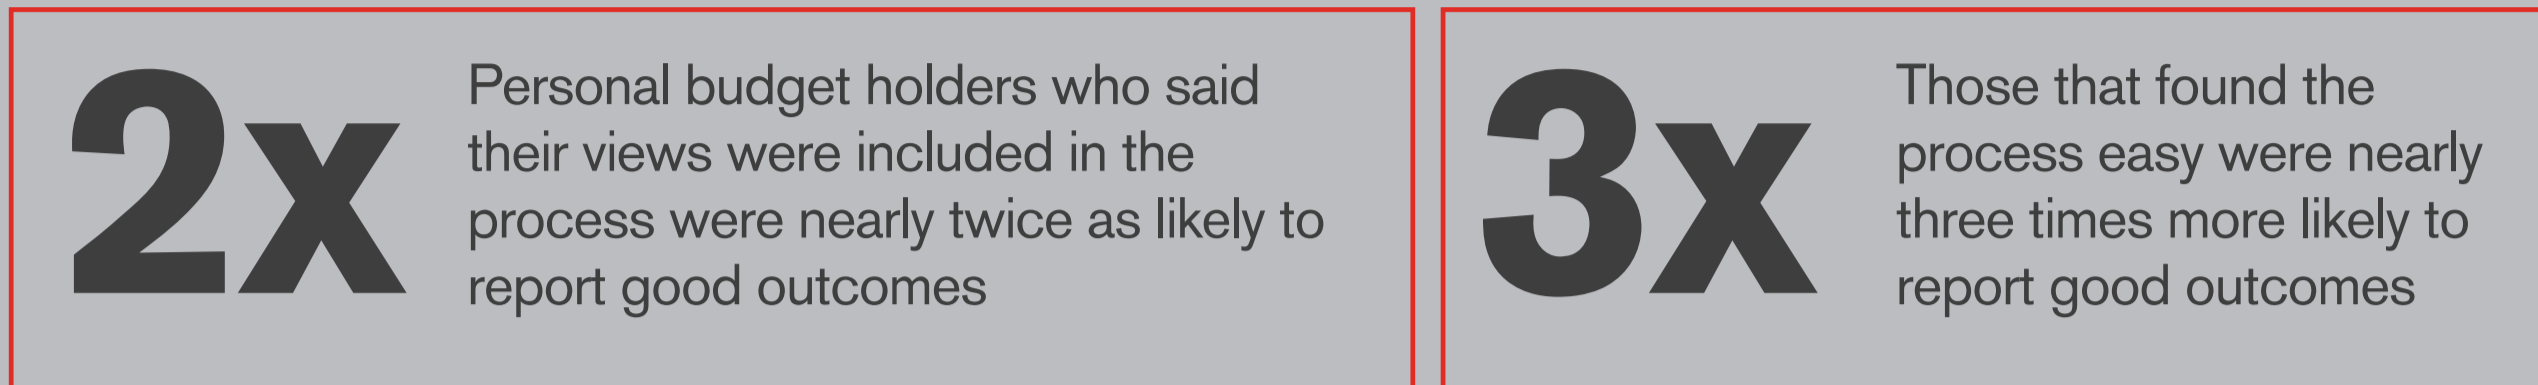 2x
Personal budget holders who said
their views were included in the
process were nearly twice as likely to
report good outcomes
3x
Those that found the
process easy were nearly
three times more likely to
report good outcomes